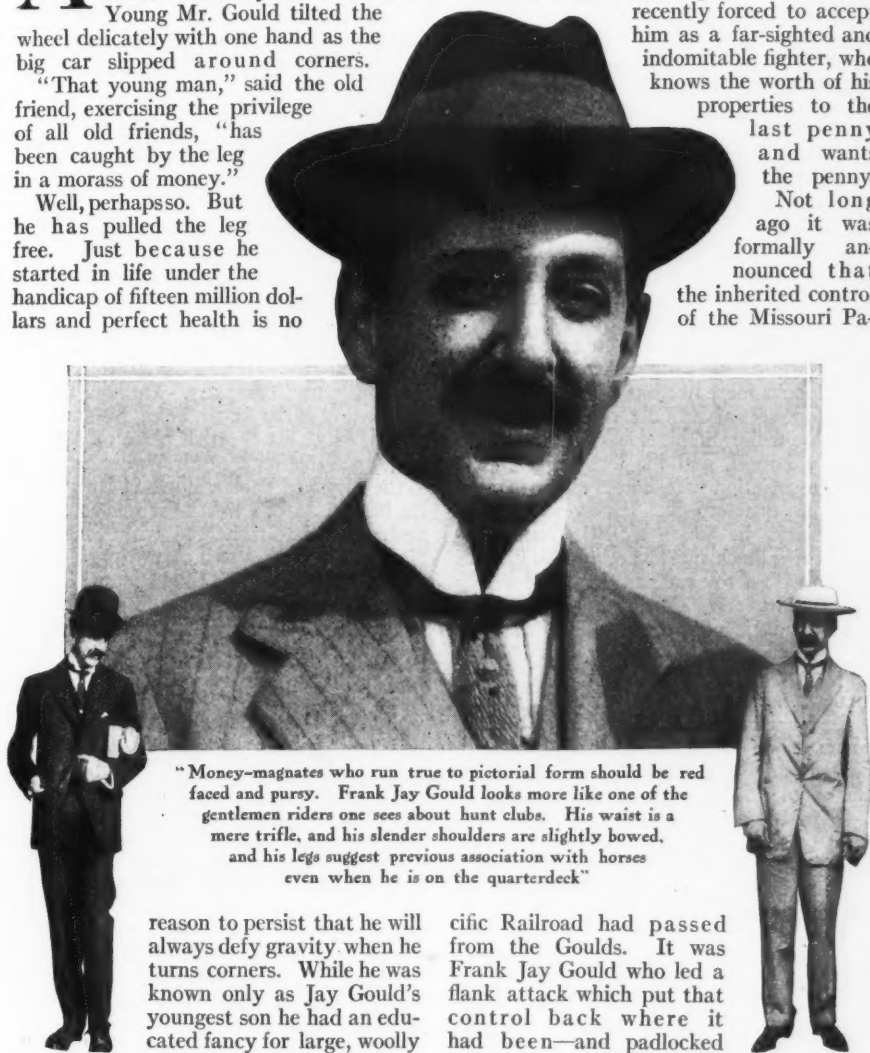 A
Young Mr. Gould tilted the
wheel delicately with one hand as the
big car slipped around corners.
"That young man," said the old
friend, exercising the privilege
of all old friends, "has
been caught by the leg
in a morass of money."
Well, perhapsso. But
he has pulled the leg
free. Just because he
started in life under the
handicap of fifteen million dol-
lars and perfect health is no
reason to persist that he will
always defy gravity when he
turns corners. While he was
known only as Jay Gould's
youngest son he had an edu-
cated fancy for large, woolly
recently forced to accep
him as a far-sighted and
indomitable fighter, who
knows the worth of his
properties to the
last penny
and wants
the penny
Not long
ago it was
formally an-
nounced that
the inherited contro
of the Missouri Pa-
cific Railroad had passed
from the Goulds. It was
Frank Jay Gould who led a
flank attack which put that
control back where it
had been—and padlocked
"Money-magnates who run true to pictorial form should be red
faced and pursy. Frank Jay Gould looks more like one of the
gentlemen riders one sees about hunt clubs. His waist is a
mere trifle, and his slender shoulders are slightly bowed,
and his legs suggest previous association with horses
even when he is on the quarterdeck"